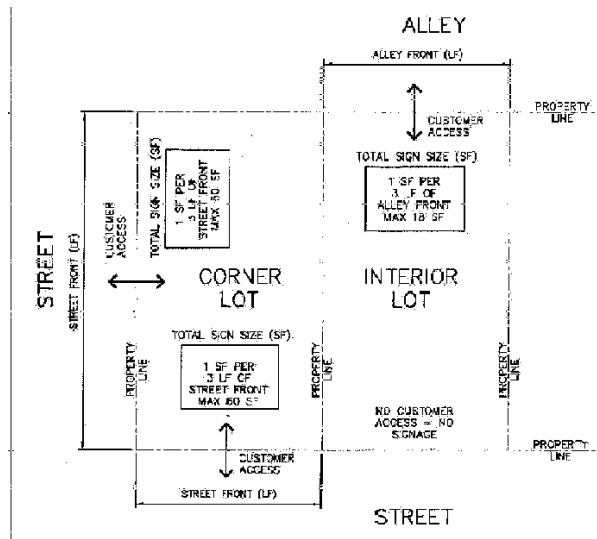 ALLEY
ALLEY FRONT (LF)
CUSTOMER
ACCESS
PROPERTY
LINE
TOTAL SIGN SIZE (SF)
1 SF PER
3 LF OF
ALLEY FRONT
MAX 18 SF
TOTAL SIGN SIZE (SF)
1 SF PER
3 LF OF
STREET FRONT
MAX 60 SF
CUSTOMER
ACCESS
STREET
STREET FRONT (LF)
CORNER
LOT
INTERIOR
LOT
TOTAL SIGN SIZE (SF).
1 SF PER
3 LF OF
STREET FRONT
MAX 60 SF
PROPERTY
LINE
PROPERTY
LINE
PROPERTY
LINE
NO CUSTOMER
ACCESS = NO
SIGNAGE
PROPERTY
LINE
CUSTOMER
ACCESS
STREET FRONT (LF)
STREET